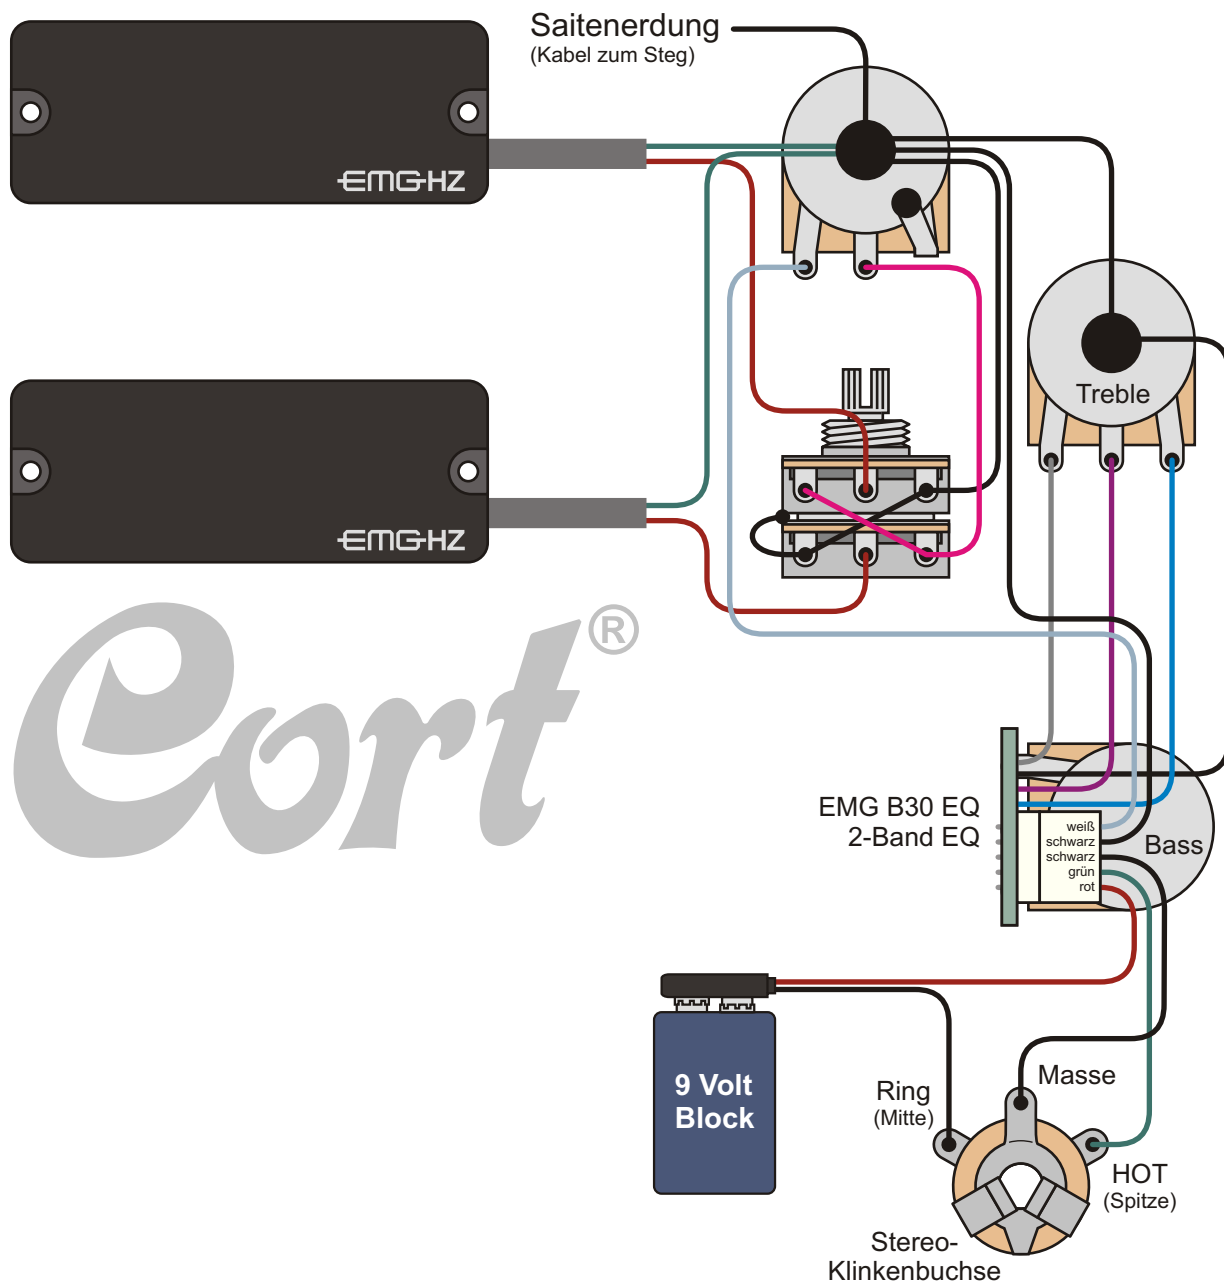 Saitenerdung
(Kabel zum Steg)
EMG-HZ
Treble
EMG-HZ
Cort®
EMG B30 EQ
2-Band EQ
weiß
schwarz
schwarz
grün
rot
Bass
9 Volt
Block
Ring
(Mitte)
Masse
HOT
(Spitze)
Stereo-
Klinkenbuchse